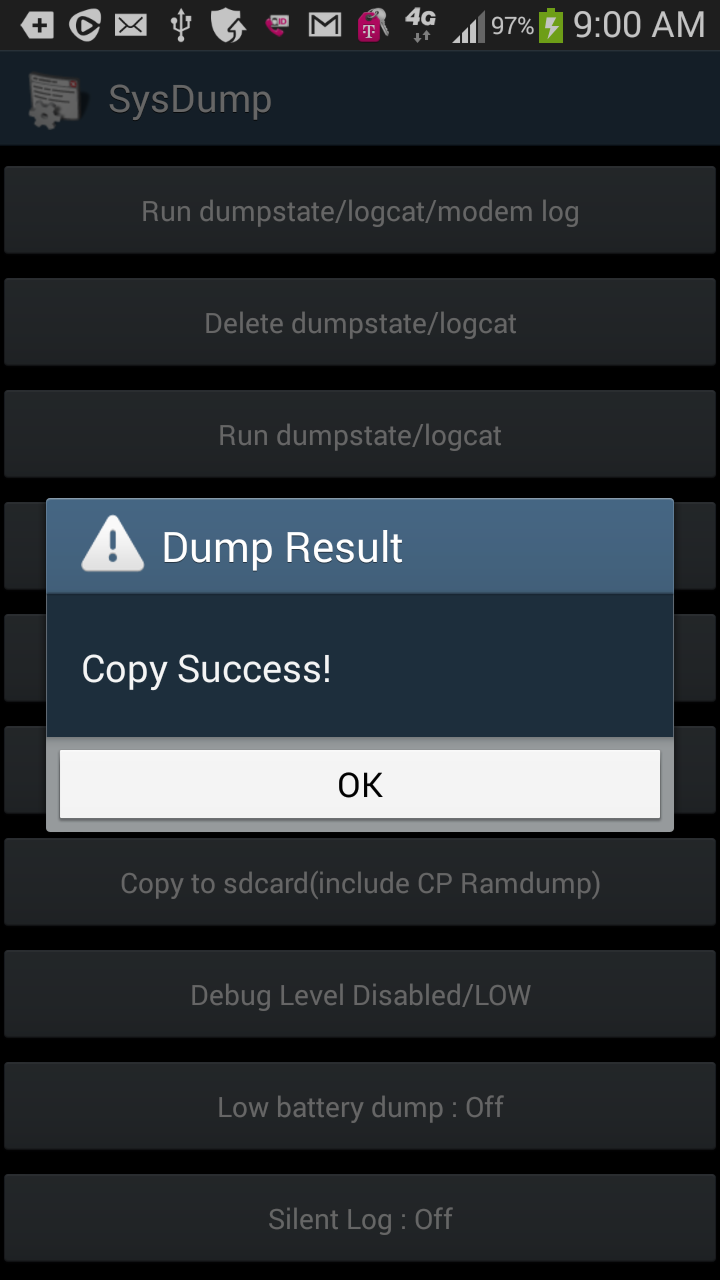 4G
97%
9:00 AM
SysDump
Run dumpstate/logcat/modem log
Delete dumpstate/logcat
Run dumpstate/logcat
Dump Result
Copy Success!
OK
Copy to sdcard(include CP Ramdump)
Debug Level Disabled/LOW
Low battery dump : Off
Silent Log : Off